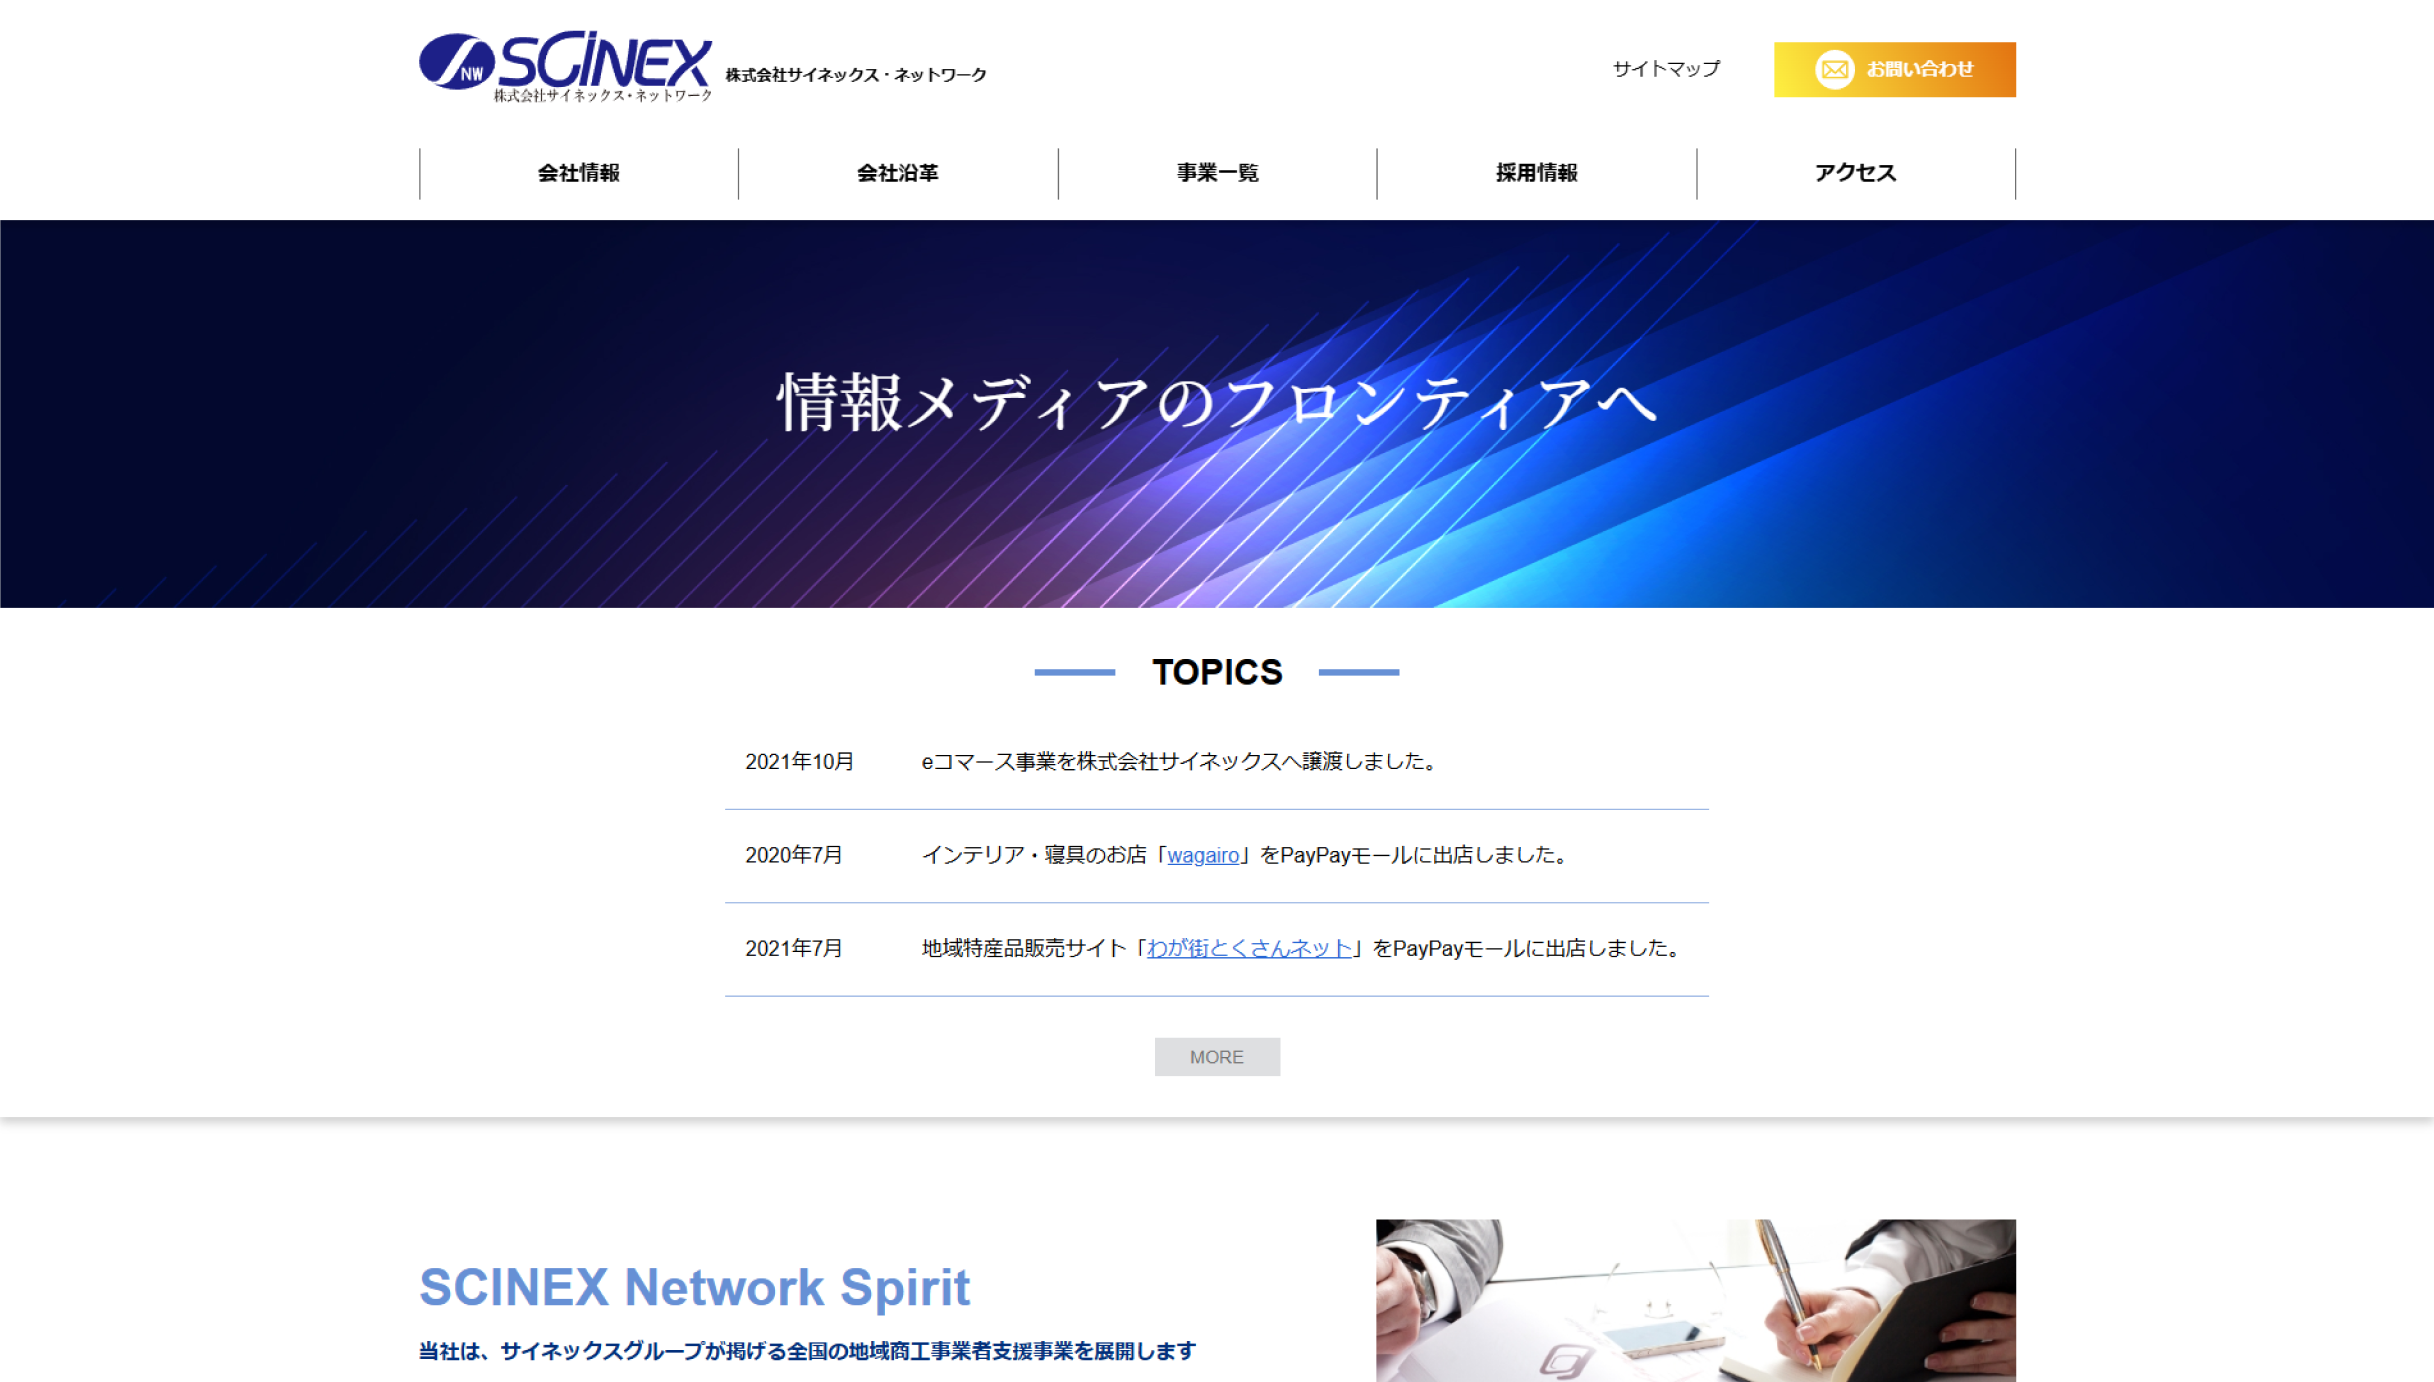 NW SCINEX
株式会社サイネックス・ネットワーク
株式会社サイネックス・ネットワーク
サイトマップ
お問い合わせ
会社情報
会社沿革
事業一覧
採用情報
アクセス
情報メディアのフロンティアへ
TOPICS
2021年10月 eコマース事業を株式会社サイネックスへ譲渡しました。
2020年7月 インテリア・寝具のお店「wagairo」をPayPayモールに出店しました。
2021年7月 地域特産品販売サイト「わが街とくさんネット」をPayPayモールに出店しました。
MORE
SCINEX Network Spirit
当社は、サイネックスグループが掲げる全国の地域商工事業者支援事業を展開します